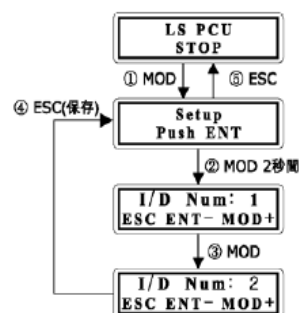 LS PCU
STOP
① MOD
⑤ ESC
④ ESC(保存)
Setup
Push ENT
② MOD 2秒間
I/D Num: 1
ESC ENT- MOD+
③ MOD
I/D Num: 2
ESC ENT- MOD+